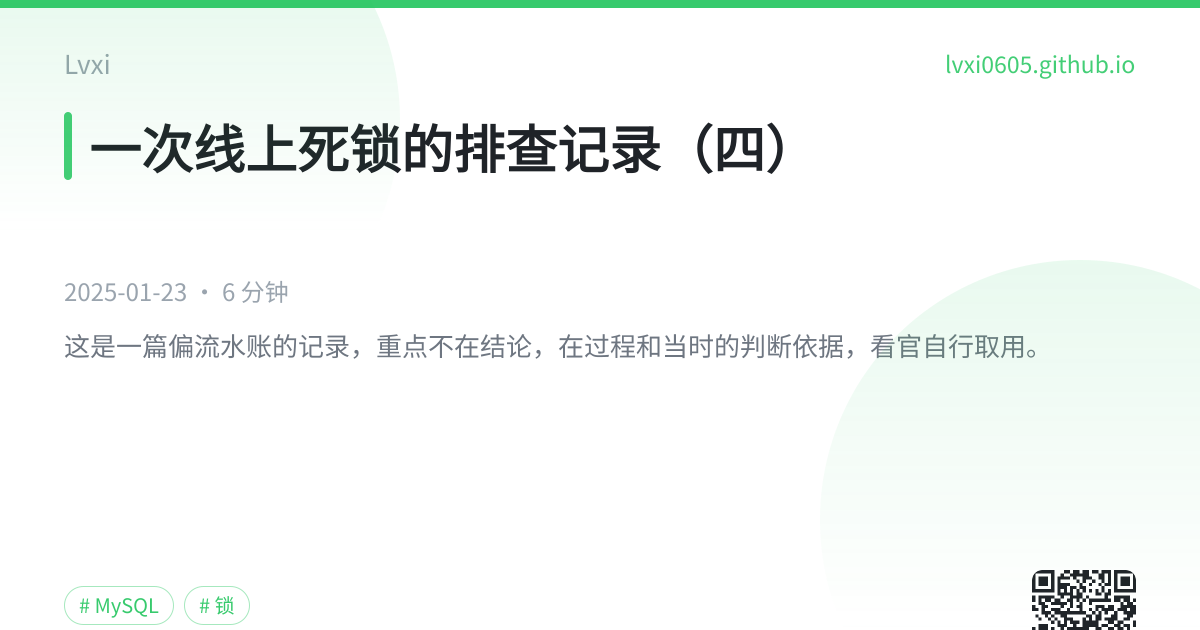 Lvxi
lvxi0605.github.io
一次线上死锁的排查记录（四）
2025-01-23 · 6 分钟
这是一篇偏流水账的记录，重点不在结论，在过程和当时的判断依据，看官自行取用。
# MySQL
# 锁